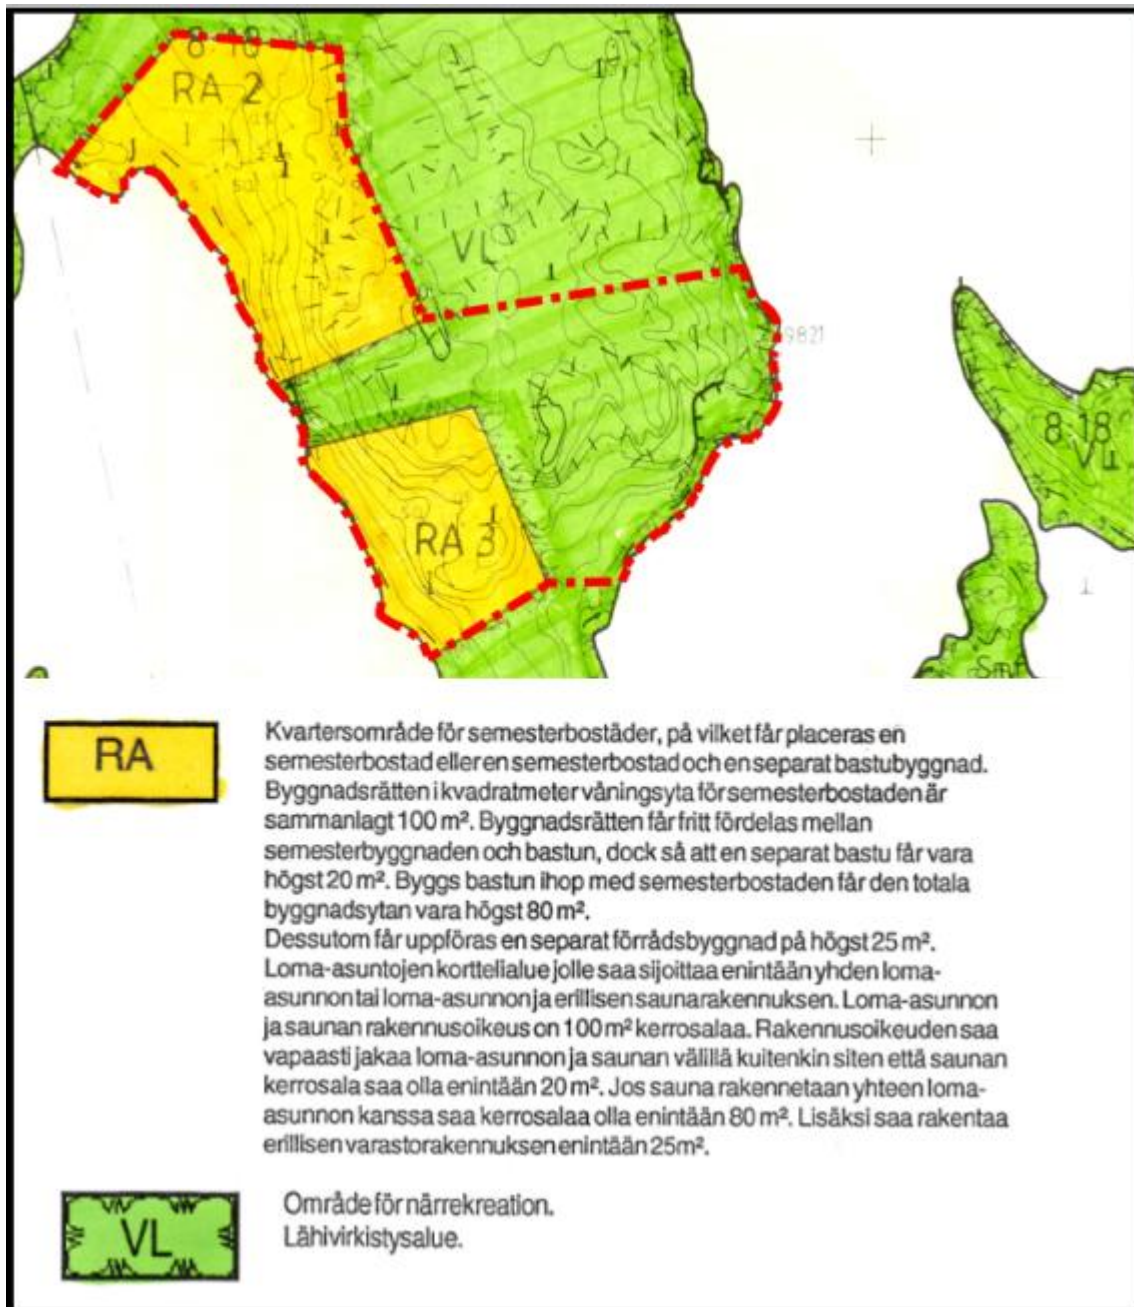 8:18
RA 2
VL
9821
8:18
VL
RA 3
RA
Kvartersområde för semesterbostäder, på vilket får placeras en
semesterbostad eller en semesterbostad och en separat bastubyggnad.
Byggnadsrätten i kvadratmeter våningsyta för semesterbostaden är
sammanlagt 100 m². Byggnadsrätten får fritt fördelas mellan
semesterbyggnaden och bastun, dock så att en separat bastu får vara
högst 20 m². Byggs bastun ihop med semesterbostaden får den totala
byggnadsytan vara högst 80 m².
Dessutom får uppföras en separat förrådsbyggnad på högst 25 m².
Loma-asuntojen korttelialue jolle saa sijoittaa enintään yhden loma-
asunnon tai loma-asunnon ja erillisen saunarakennuksen. Loma-asunnon
ja saunan rakennusoikeus on 100 m² kerrosalaa. Rakennusoikeuden saa
vapaasti jakaa loma-asunnon ja saunan välillä kuitenkin siten että saunan
kerrosala saa olla enintään 20 m². Jos sauna rakennetaan yhteen loma-
asunnon kanssa saa kerrosalaa olla enintään 80 m². Lisäksi saa rakentaa
erillisen varastorakennuksen enintään 25m².
VL
Område för närrekreation.
Lähivirkistysalue.